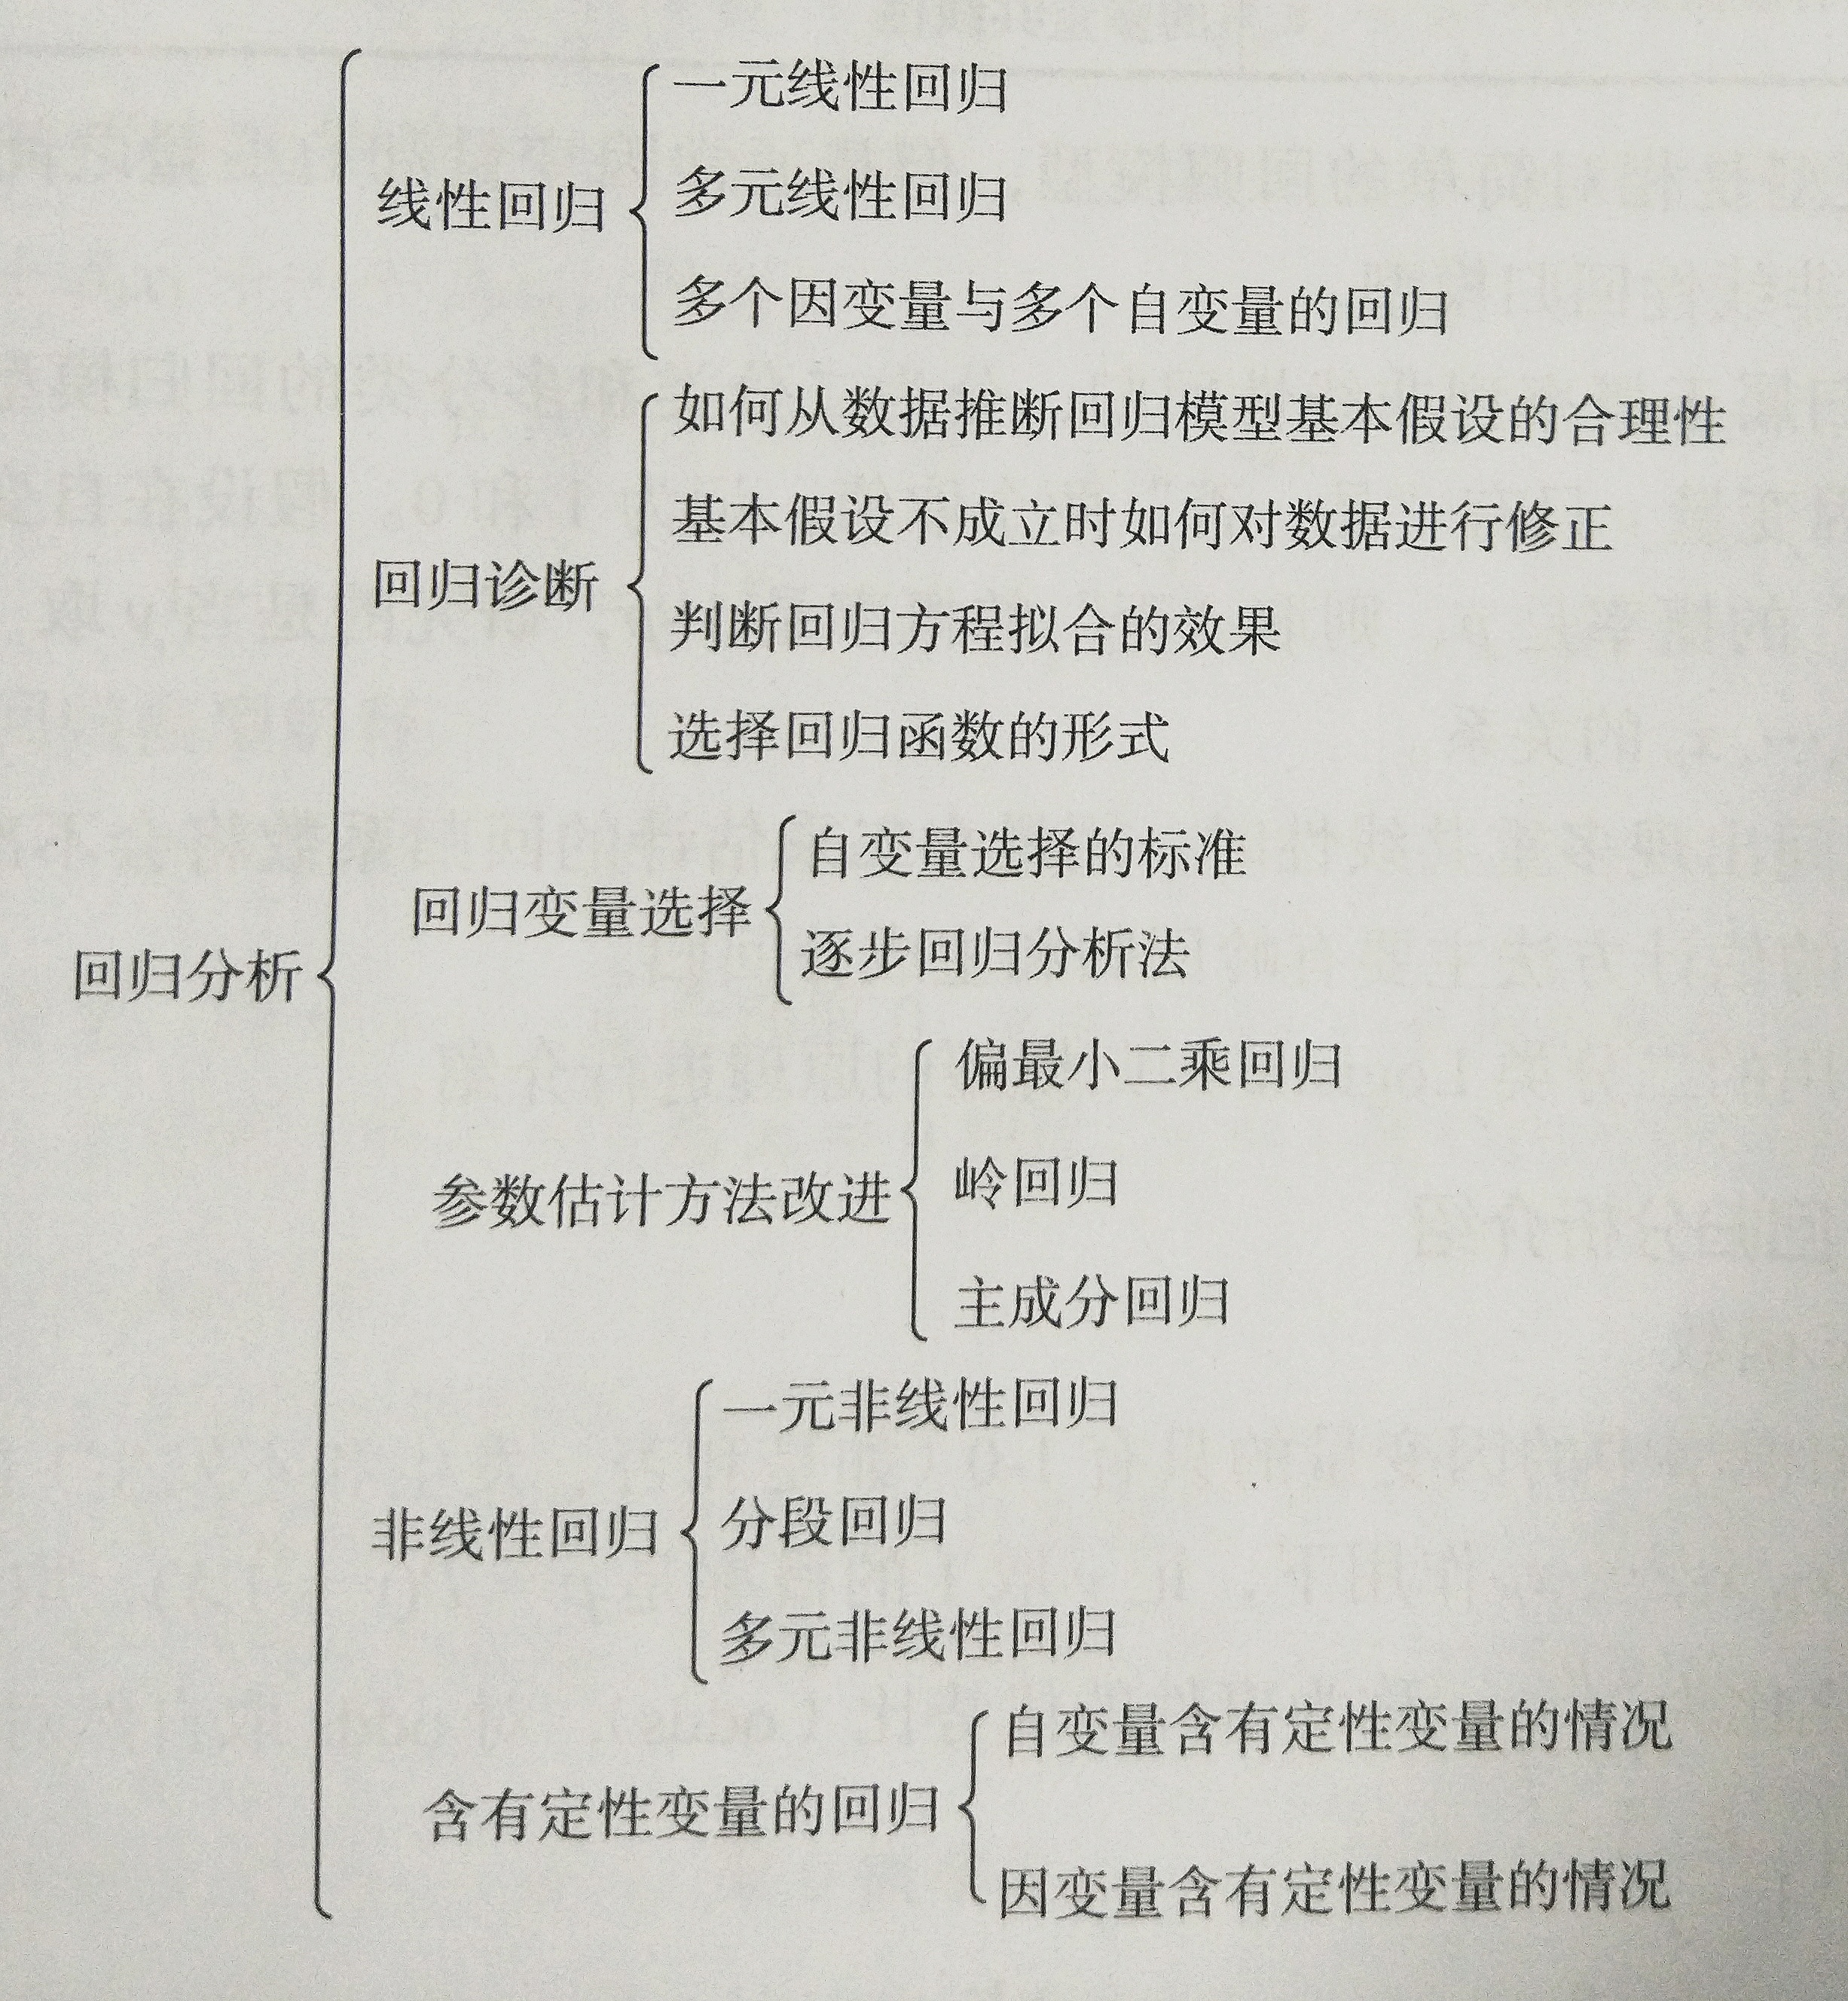 一元线性回归
线性回归
多元线性回归
多个因变量与多个自变量的回归
如何从数据推断回归模型基本假设的合理性
基本假设不成立时如何对数据进行修正
回归诊断
判断回归方程拟合的效果
选择回归函数的形式
自变量选择的标准
回归变量选择
逐步回归分析法
回归分析
偏最小二乘回归
参数估计方法改进
岭回归
主成分回归
一元非线性回归
非线性回归
分段回归
多元非线性回归
自变量含有定性变量的情况
含有定性变量的回归
因变量含有定性变量的情况